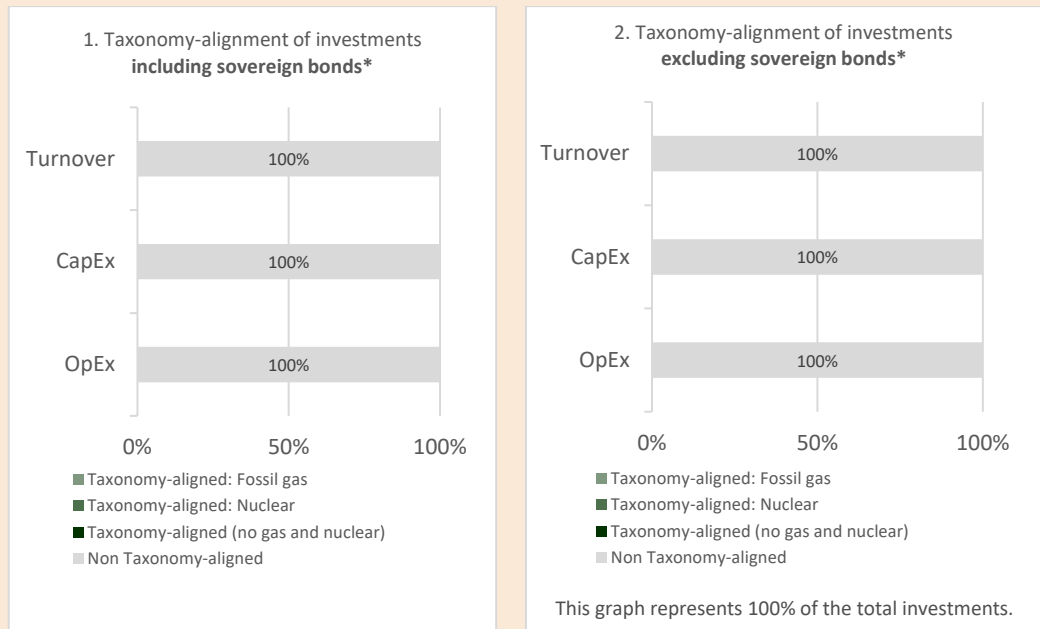 1. Taxonomy-alignment of investments
including sovereign bonds*
Turnover
100%
CapEx
100%
OpEx
100%
0%
50%
100%
Taxonomy-aligned: Fossil gas
Taxonomy-aligned: Nuclear
Taxonomy-aligned (no gas and nuclear)
Non Taxonomy-aligned
2. Taxonomy-alignment of investments
excluding sovereign bonds*
Turnover
100%
CapEx
100%
OpEx
100%
0%
50%
100%
Taxonomy-aligned: Fossil gas
Taxonomy-aligned: Nuclear
Taxonomy-aligned (no gas and nuclear)
Non Taxonomy-aligned
This graph represents 100% of the total investments.